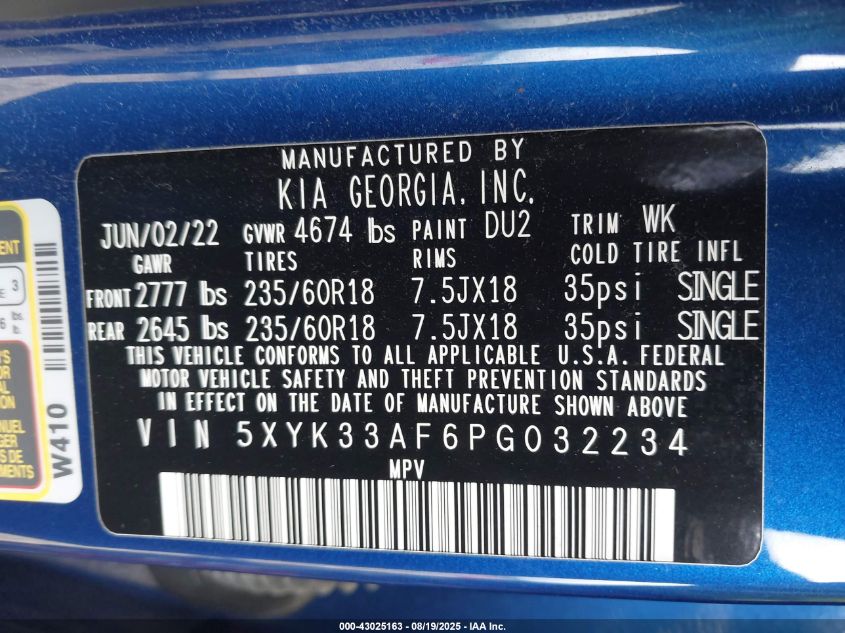 MANUFACTURED BY
KIA GEORGIA, INC.
JUN/02/22 GVWR 4674 lbs PAINT DU2 TRIM WK
GAWR TIRES RIMS COLD TIRE INFL
FRONT 2777 lbs 235/60R18 7.5JX18 35psi SINGLE
REAR 2645 lbs 235/60R18 7.5JX18 35psi SINGLE
THIS VEHICLE CONFORMS TO ALL APPLICABLE U.S.A. FEDERAL
MOTOR VEHICLE SAFETY AND THEFT PREVENTION STANDARDS
IN EFFECT ON THE DATE OF MANUFACTURE SHOWN ABOVE
VIN 5XYK33AF6PG032234
MPV
W410
3
000-43025163 - 08/19/2025 - IAA Inc.